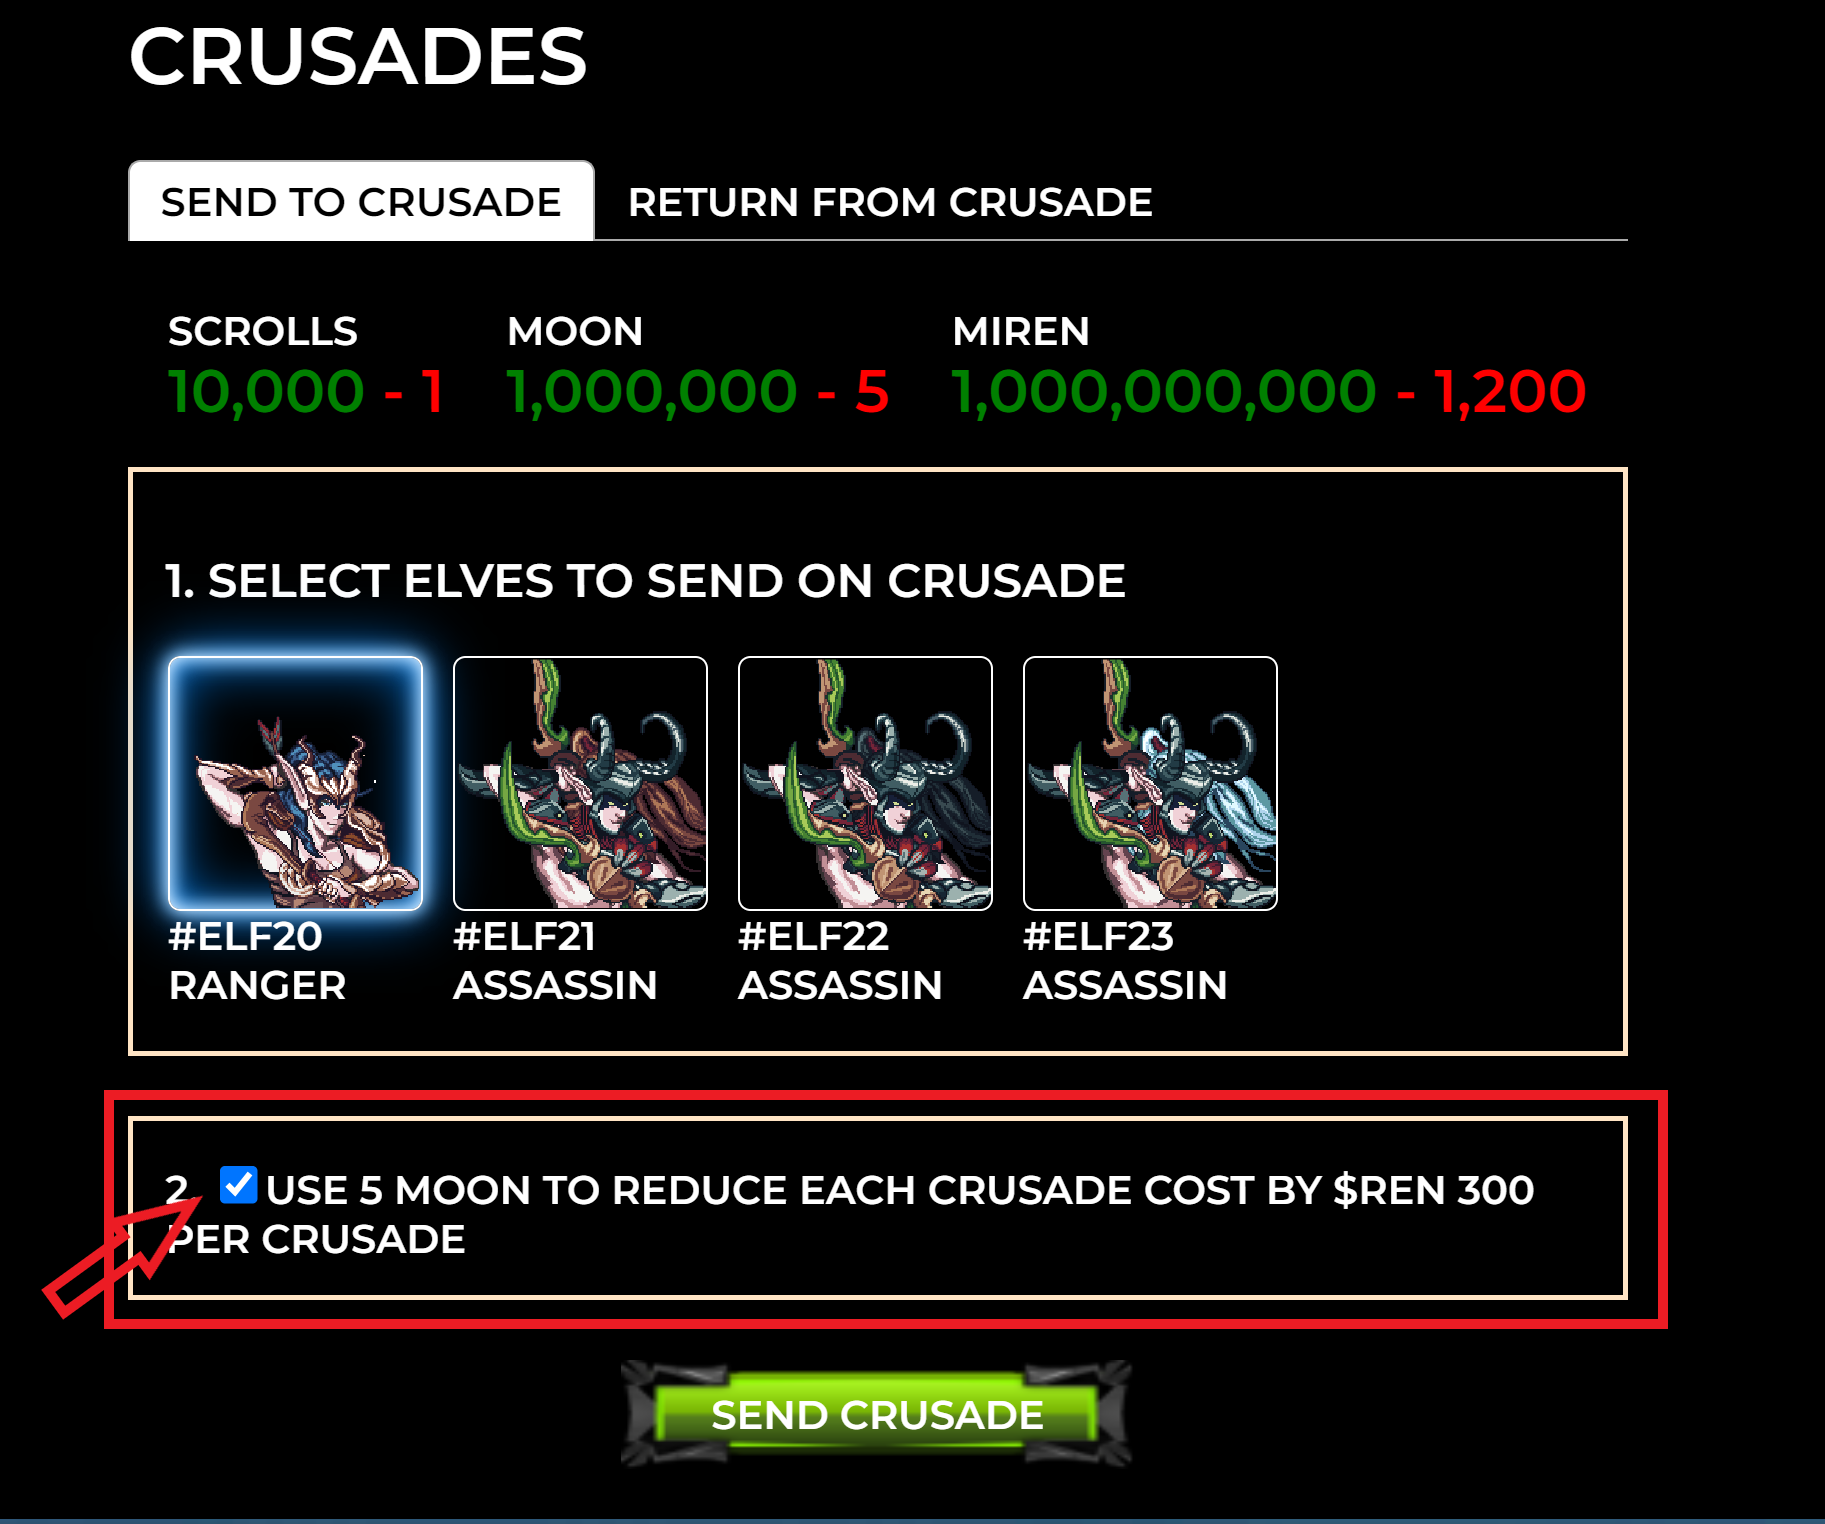 CRUSADES
SEND TO CRUSADE RETURN FROM CRUSADE
SCROLLS MOON MIREN
10,000 - 1 1,000,000 - 5 1,000,000,000 - 1,200
1. SELECT ELVES TO SEND ON CRUSADE
#ELF20 #ELF21 #ELF22 #ELF23
RANGER ASSASSIN ASSASSIN ASSASSIN
2. USE 5 MOON TO REDUCE EACH CRUSADE COST BY $REN 300
PER CRUSADE
SEND CRUSADE